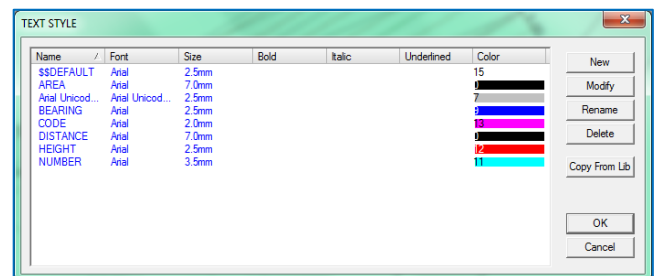 TEXT STYLE
Name / Font Size Bold Italic Underlined Color
$$DEFAULT Arial 2.5mm 15
AREA Arial 7.0mm 0
Arial Unicod... Arial Unicod... 2.5mm 7
BEARING Arial 2.5mm 9
CODE Arial 2.0mm 13
DISTANCE Arial 7.0mm 0
HEIGHT Arial 2.5mm 12
NUMBER Arial 3.5mm 11
New
Modify
Rename
Delete
Copy From Lib
OK
Cancel